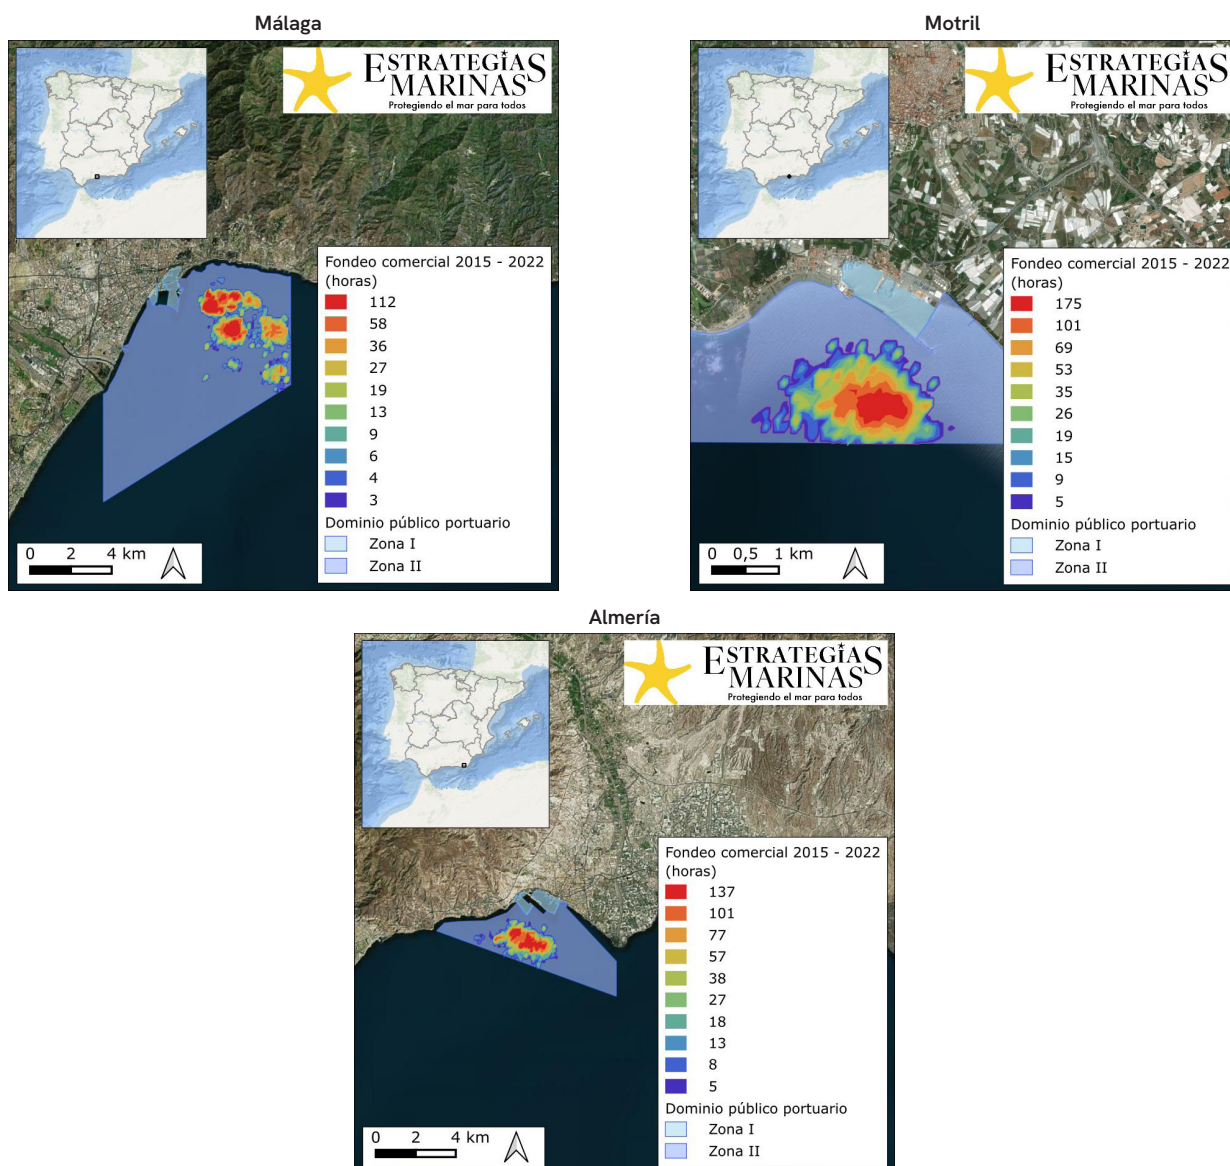 Málaga
ESTRATEGIAS
MARINAS
Protegiendo el mar para todos
Fondeo comercial 2015 - 2022
(horas)
112
58
36
27
19
13
9
6
4
3
Dominio público portuario
Zona I
Zona II
0 2 4 km
Motril
ESTRATEGIAS
MARINAS
Protegiendo el mar para todos
Fondeo comercial 2015 - 2022
(horas)
175
101
69
53
35
26
19
15
9
5
Dominio público portuario
Zona I
Zona II
0 0,5 1 km
Almería
ESTRATEGIAS
MARINAS
Protegiendo el mar para todos
Fondeo comercial 2015 - 2022
(horas)
137
101
77
57
38
27
18
13
8
5
Dominio público portuario
Zona I
Zona II
0 2 4 km